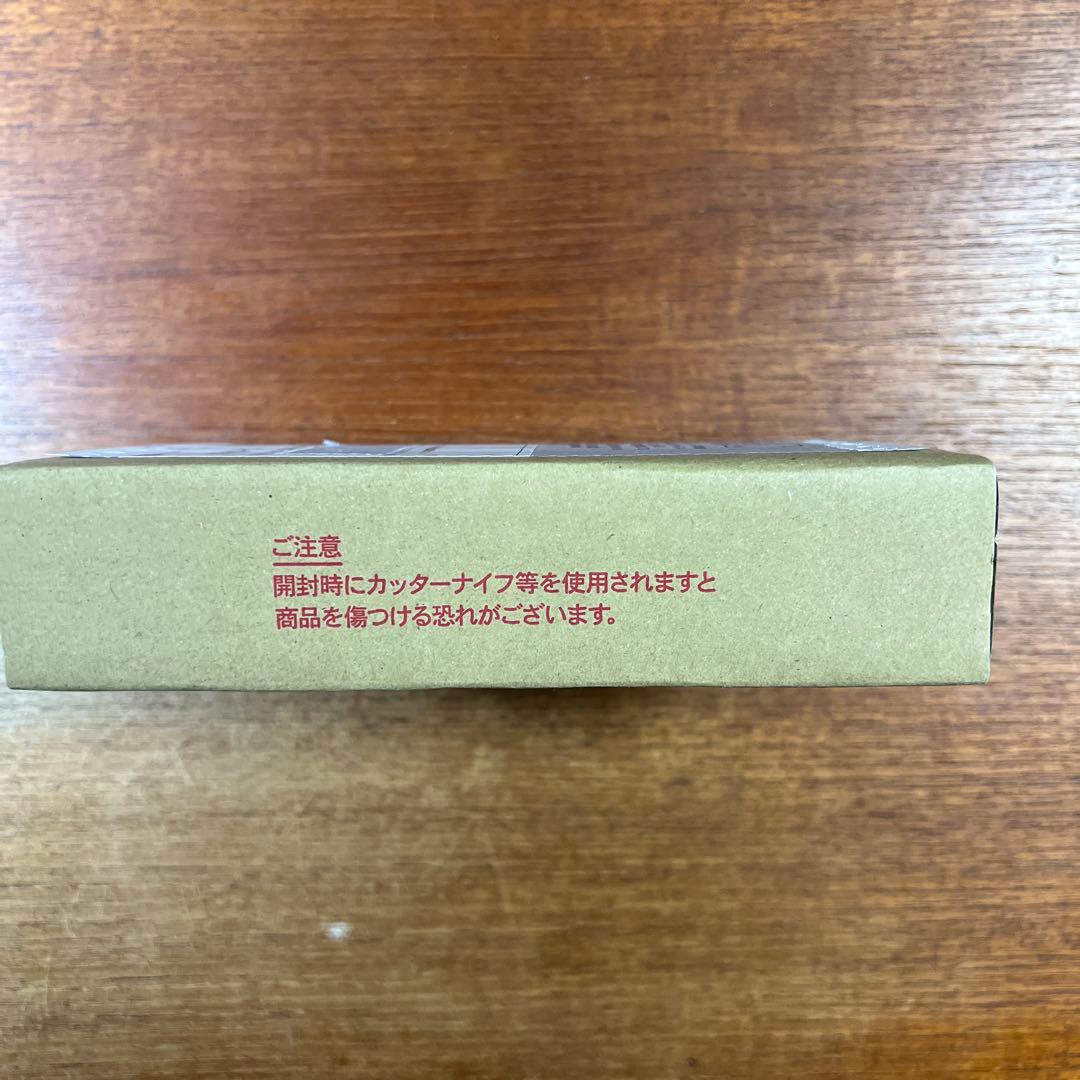 ご注意
開封時にカッターナイフ等を使用されますと
商品を傷つける恐れがございます。